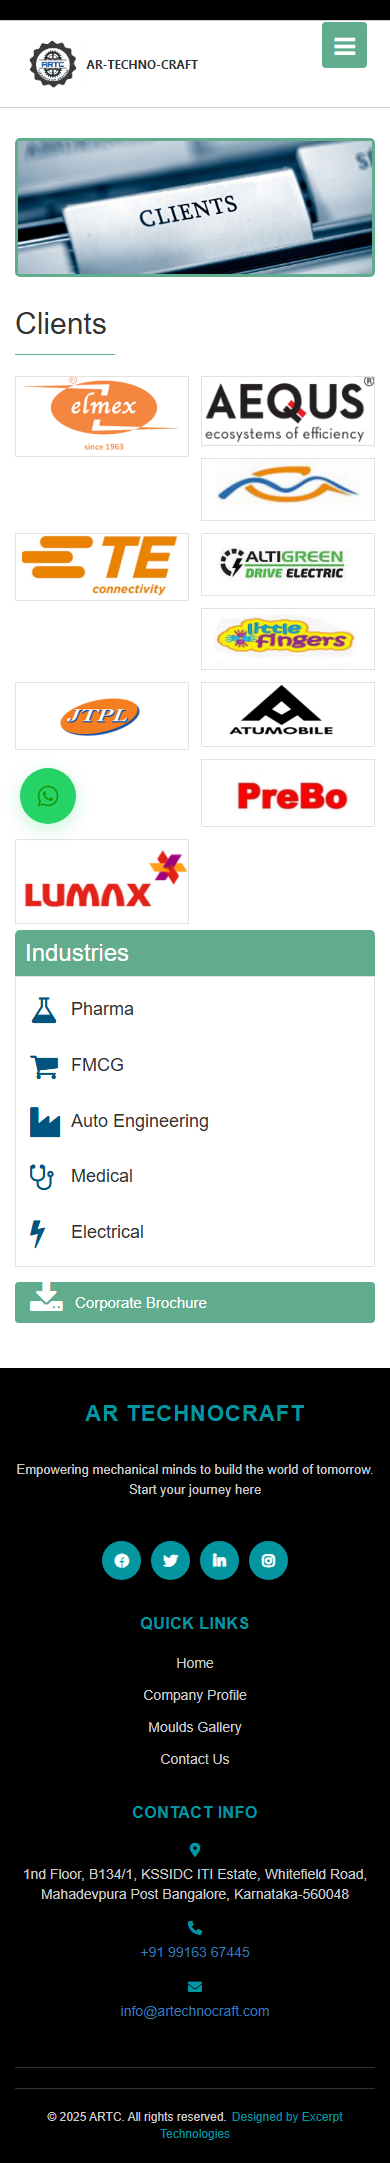 ARTC
AR-TECHNO-CRAFT
CLIENTS
Clients
elmex
®
since 1963
AEQUS®
ecosystems of efficiency
TE
connectivity
ALTIGREEN
DRIVE ELECTRIC
little
fingers
JTPL
ATUMOBILE
PreBo
LUMAX
Industries
Pharma
FMCG
Auto Engineering
Medical
Electrical
Corporate Brochure
AR TECHNOCRAFT
Empowering mechanical minds to build the world of tomorrow.
Start your journey here
QUICK LINKS
Home
Company Profile
Moulds Gallery
Contact Us
CONTACT INFO
1nd Floor, B134/1, KSSIDC ITI Estate, Whitefield Road,
Mahadevpura Post Bangalore, Karnataka-560048
+91 99163 67445
info@artechnocraft.com
© 2025 ARTC. All rights reserved. Designed by Excerpt
Technologies